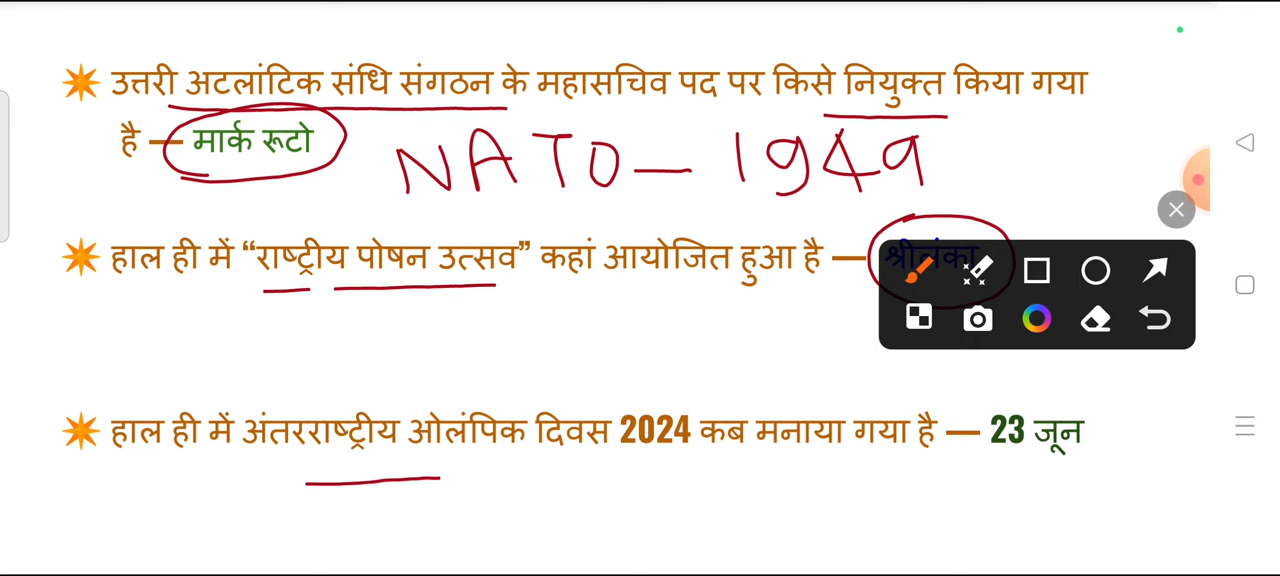 उत्तरी अटलांटिक संधि संगठन के महासचिव पद पर किसे नियुक्त किया गया
है — मार्क रूटो NATO - 1949
हाल ही में “राष्ट्रीय पोषन उत्सव” कहां आयोजित हुआ है — श्रीलंका
हाल ही में अंतरराष्ट्रीय ओलंपिक दिवस 2024 कब मनाया गया है — 23 जून